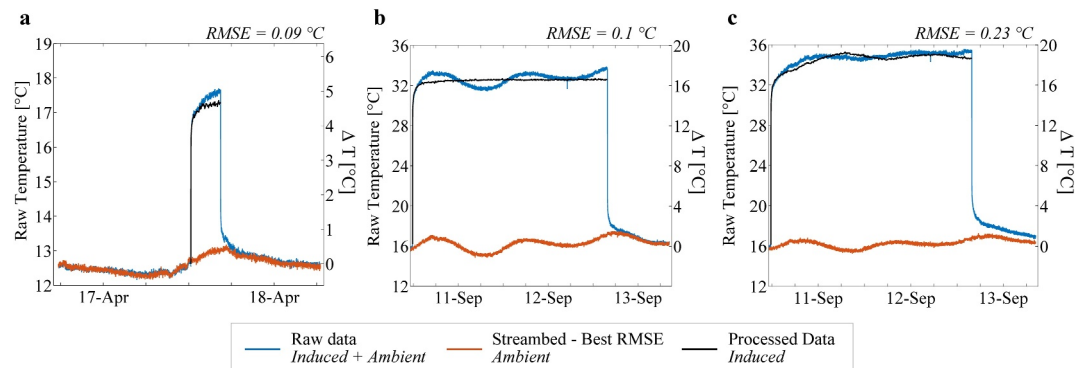 a
RMSE = 0.09 °C
Raw Temperature [°C]
19
18
17
16
15
14
13
12
6
5
4
3
2
1
0
Δ T [°C]
17-Apr
18-Apr
b
RMSE = 0.1 °C
Raw Temperature [°C]
36
32
28
24
20
16
12
20
16
12
8
4
0
Δ T [°C]
11-Sep
12-Sep
13-Sep
c
RMSE = 0.23 °C
Raw Temperature [°C]
36
32
28
24
20
16
12
20
16
12
8
4
0
Δ T [°C]
11-Sep
12-Sep
13-Sep
Raw data
Induced + Ambient
Streambed - Best RMSE
Ambient
Processed Data
Induced